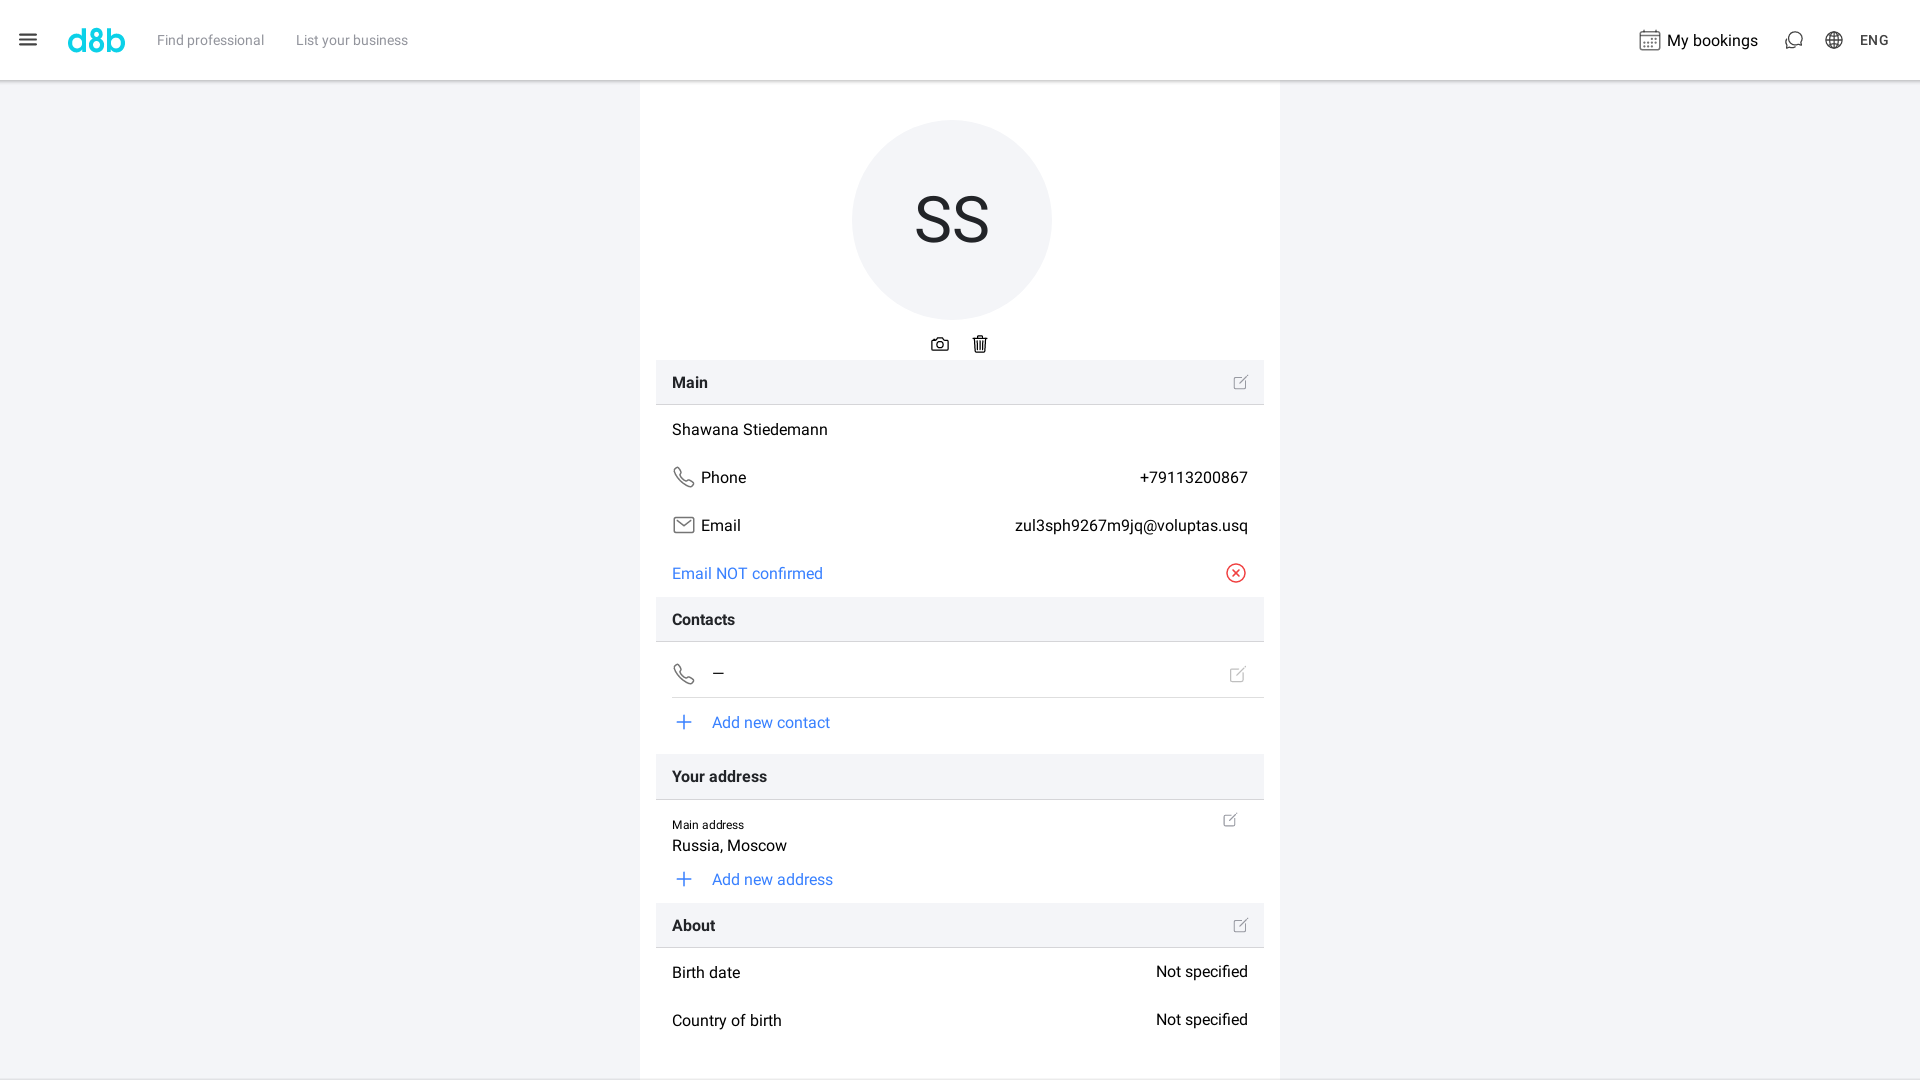 d8b
Find professional
List your business
My bookings
ENG
SS
Main
Shawana Stiedemann
Phone
+79113200867
Email
zul3sph9267m9jq@voluptas.usq
Email NOT confirmed
Contacts
–
Add new contact
Your address
Main address
Russia, Moscow
Add new address
About
Birth date
Not specified
Country of birth
Not specified